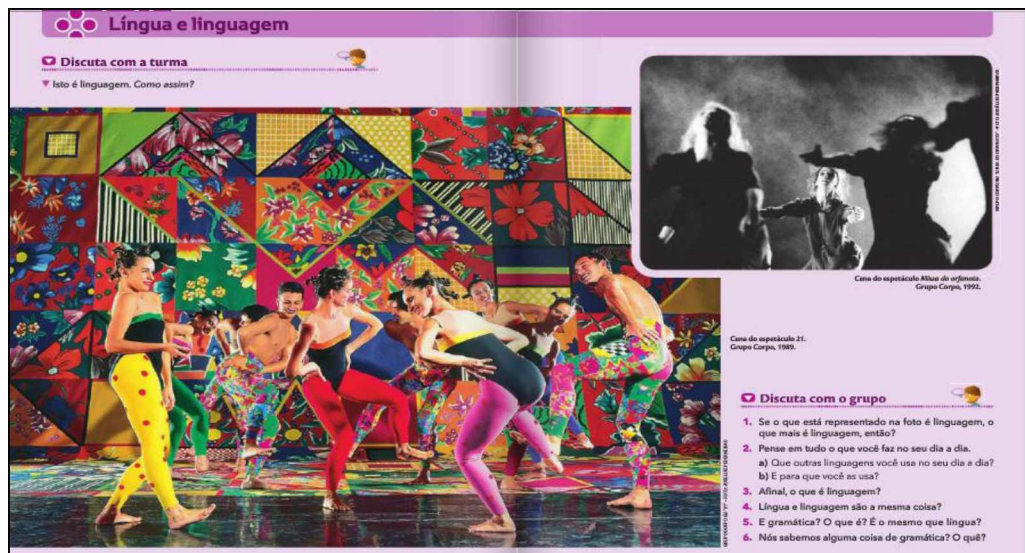 Língua e linguagem
Discuta com a turma
Isto é linguagem. Como assim?
Cena do espetáculo Missa do orfanato.
Grupo Corpo, 1992.
Cena do espetáculo 21.
Grupo Corpo, 1989.
Discuta com o grupo
1. Se o que está representado na foto é linguagem, o
que mais é linguagem, então?
2. Pense em tudo o que você faz no seu dia a dia.
a) Que outras linguagens você usa no seu dia a dia?
b) E para que você as usa?
3. Afinal, o que é linguagem?
4. Língua e linguagem são a mesma coisa?
5. E gramática? O que é? É o mesmo que língua?
6. Nós sabemos alguma coisa de gramática? O quê?